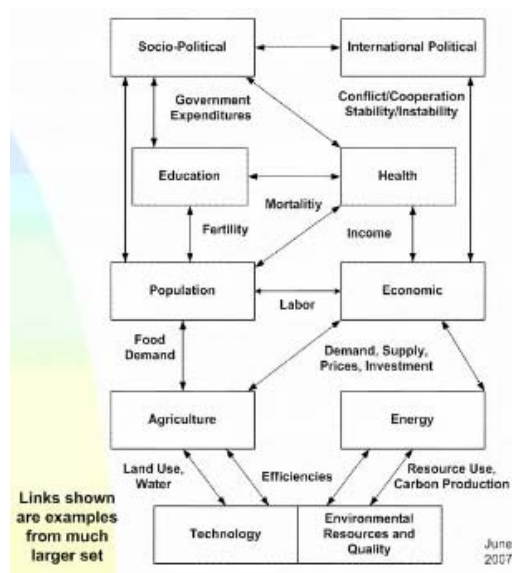 Socio-Political
International Political
Government
Expenditures
Conflict/Cooperation
Stability/Instability
Education
Health
Mortalitiy
Fertility
Income
Population
Economic
Labor
Food
Demand
Demand, Supply,
Prices, Investment
Agriculture
Energy
Land Use,
Water
Efficiencies
Resource Use,
Carbon Production
Links shown
are examples
from much
larger set
Technology
Environmental
Resources and
Quality
June
2007